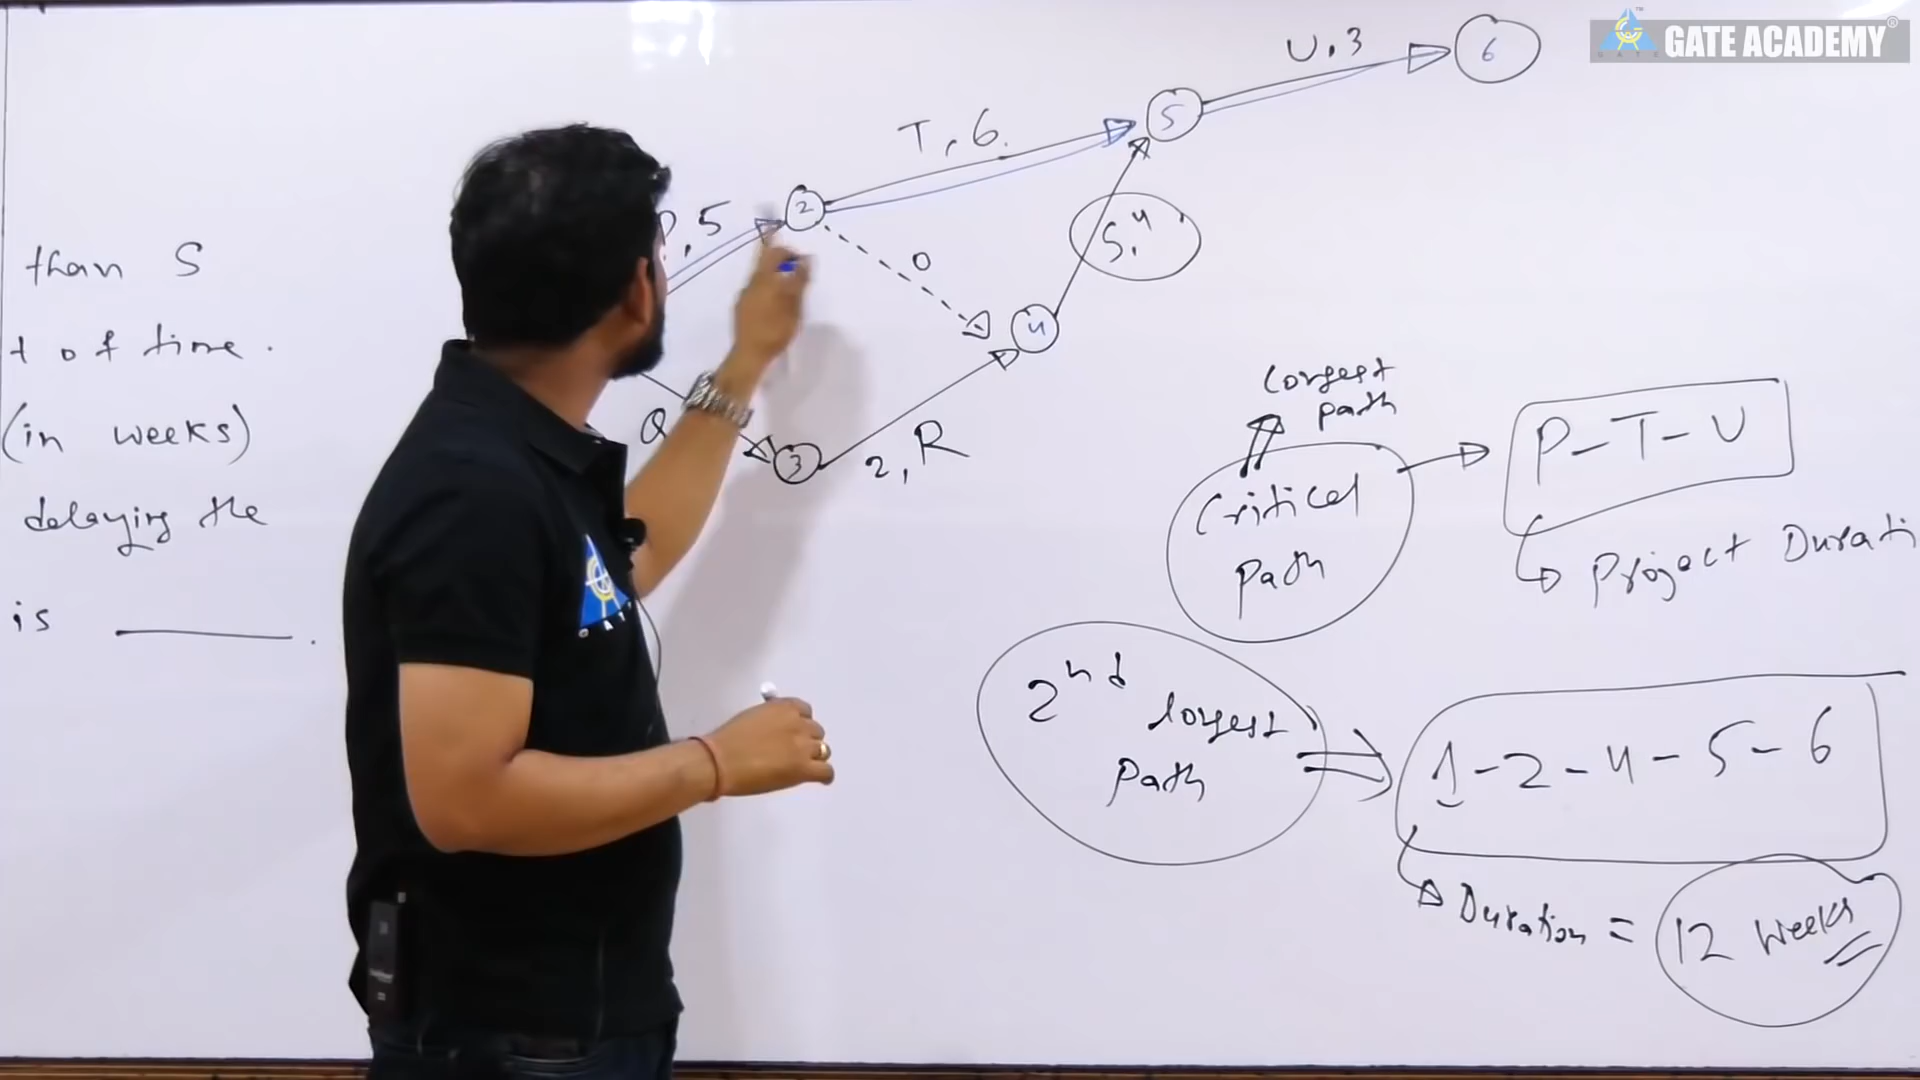 GATE ACADEMY
than S
t of time.
(in weeks)
delaying the
is ______.
U, 3
6
5
T, 6
2
P, 5
0
S, 4
4
Q
3
2, R
Longest
path
Critical
path
P-T-U
Project Durati
2nd longest
path
1-2-4-5-6
Duration = 12 weeks